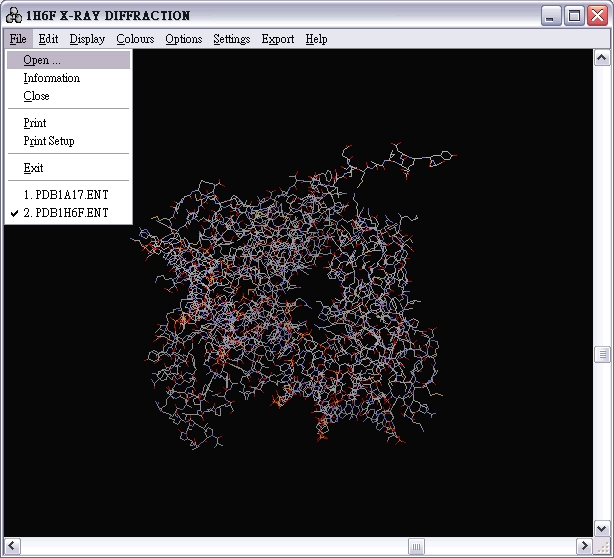 1H6F X-RAY DIFFRACTION
File Edit Display Colours Options Settings Export Help
Open ...
Information
Close
Print
Print Setup
Exit
1. PDB1A17.ENT
2. PDB1H6F.ENT